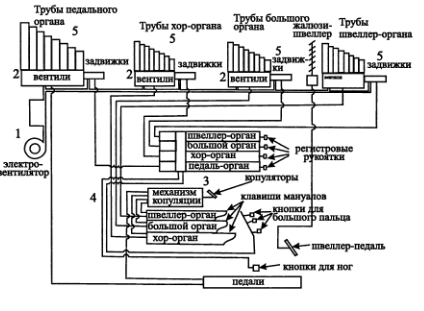 Трубы педального
органа
5
Трубы хор-органа
5
Трубы большого
органа
5
жалюзи-
швеллер
Трубы
швеллер-органа
5
задвижки
задвижки
задвиж-
ки
задвижки
2
вентили
2
вентили
2
вентили
1
электро-
вентилятор
швеллер-орган
большой орган
хор-орган
педаль-орган
регистровые
рукоятки
3
копуляторы
4
механизм
копуляции
клавиши мануалов
швеллер-орган
большой орган
хор-орган
кнопки для
большого пальца
швеллер-педаль
кнопки для ног
педали